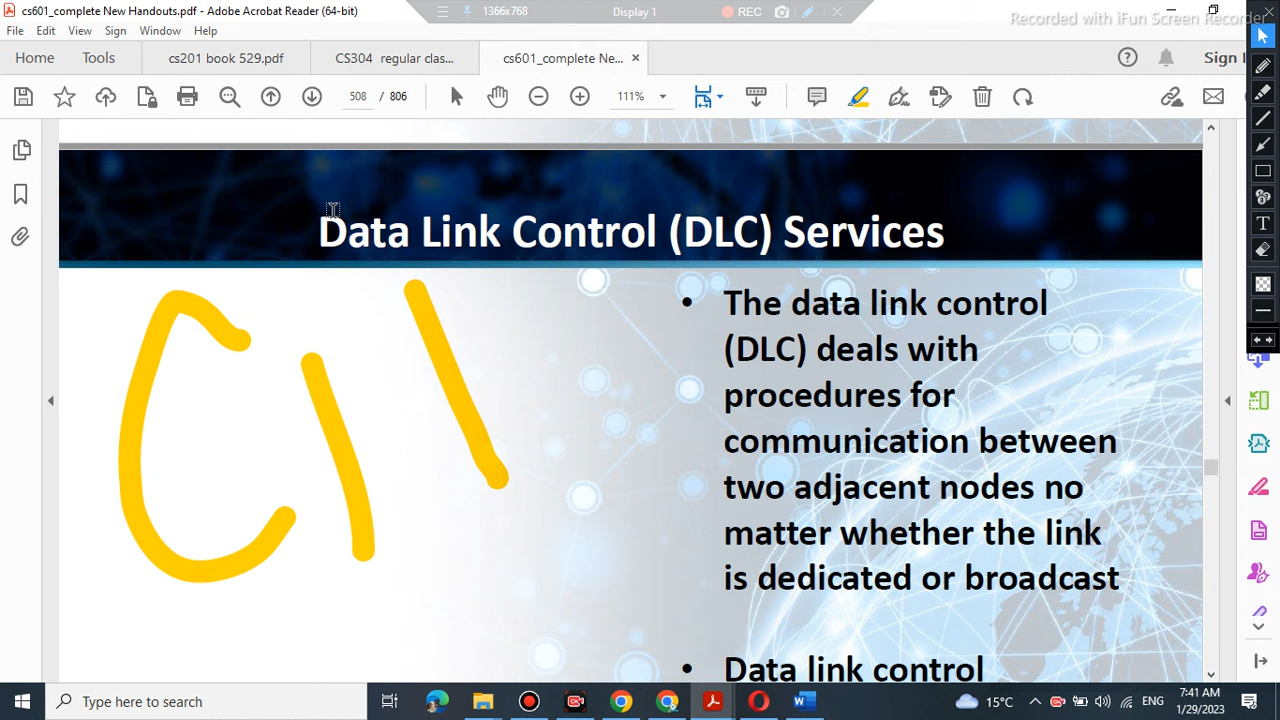 cs601_complete New Handouts.pdf - Adobe Acrobat Reader (64-bit)
1366x768
Display 1
REC
Recorded with iFun Screen Recorder
File Edit View Sign Window Help
Home Tools cs201 book 529.pdf CS304 regular clas... cs601_complete Ne... Sign
508 / 806
111%
Data Link Control (DLC) Services
• The data link control
(DLC) deals with
procedures for
communication between
two adjacent nodes no
matter whether the link
is dedicated or broadcast
• Data link control
Type here to search
15°C
ENG
7:41 AM
1/29/2023